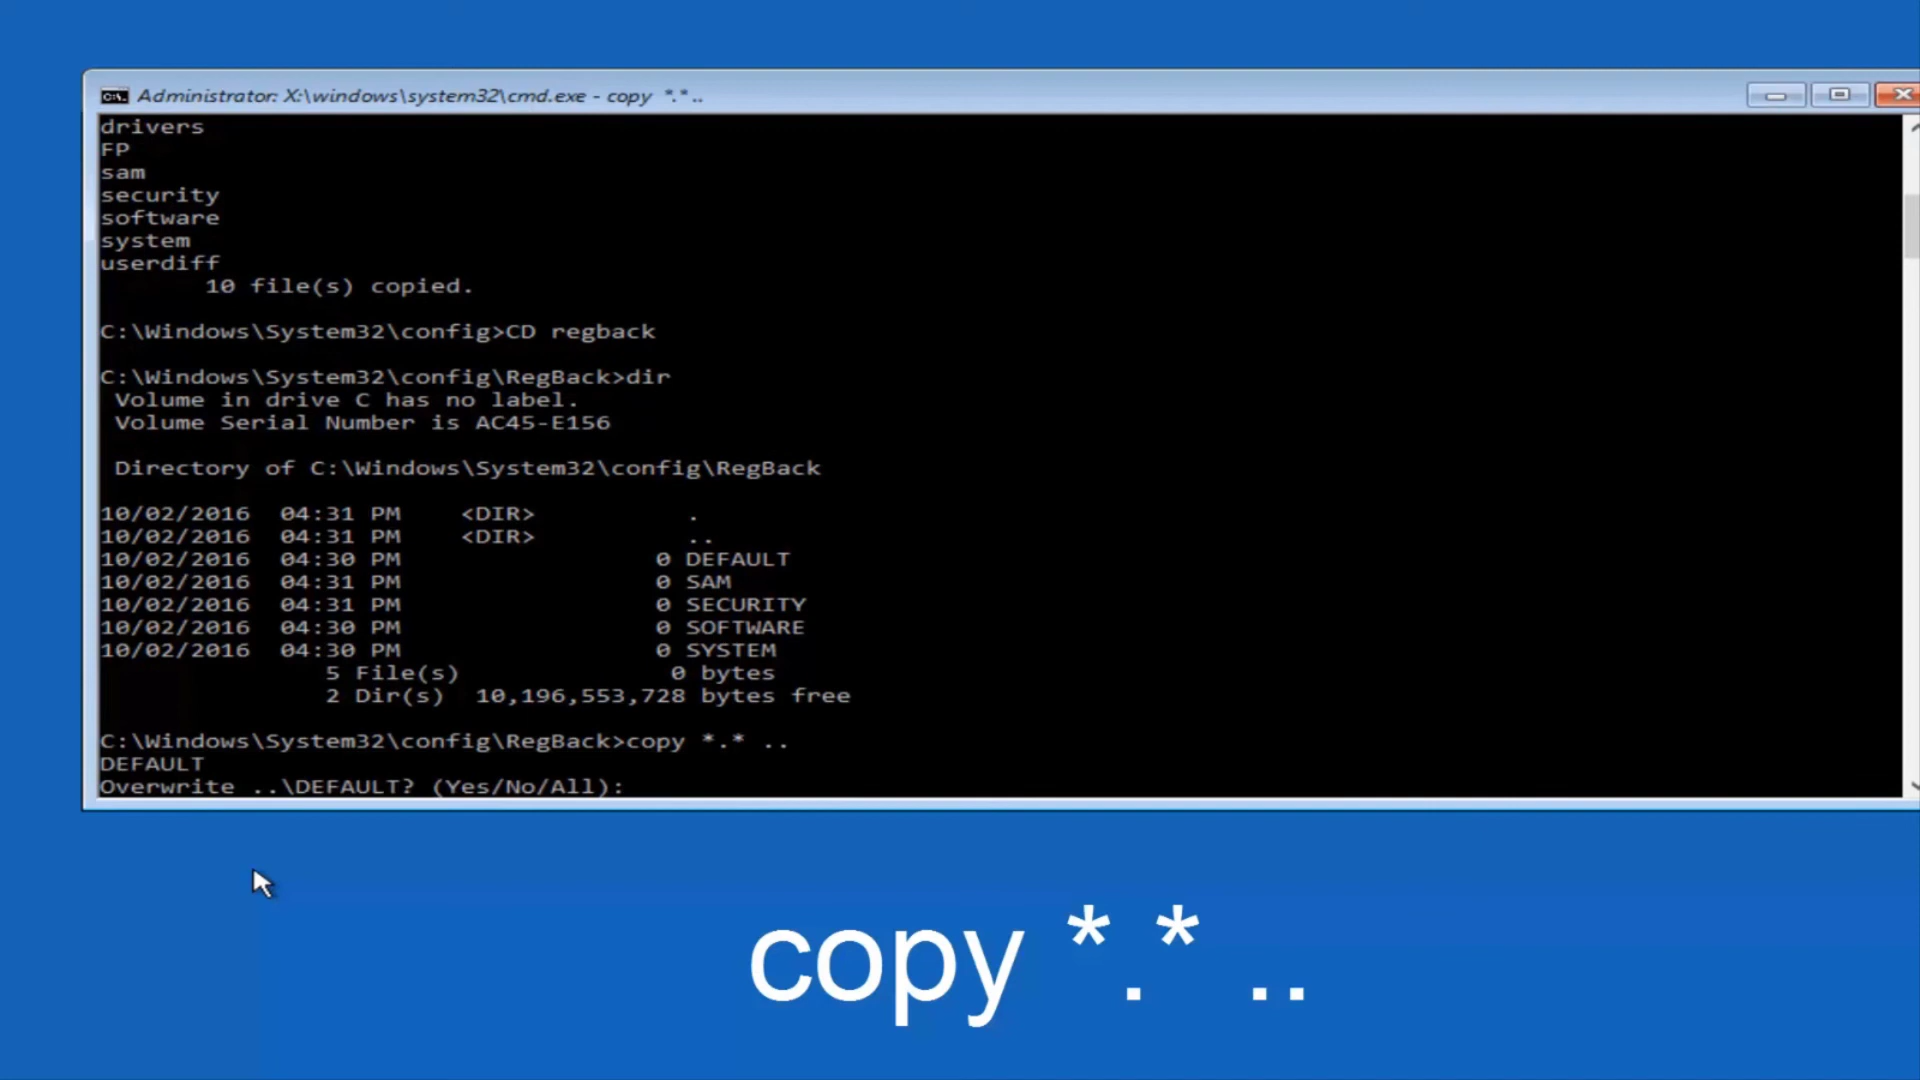 Administrator: X:\windows\system32\cmd.exe - copy *.* ..
drivers
FP
sam
security
software
system
userdiff
       10 file(s) copied.
C:\Windows\System32\config>CD regback
C:\Windows\System32\config\RegBack>dir
 Volume in drive C has no label.
 Volume Serial Number is AC45-E156
 Directory of C:\Windows\System32\config\RegBack
10/02/2016  04:31 PM    <DIR>          .
10/02/2016  04:31 PM    <DIR>          ..
10/02/2016  04:30 PM                 0 DEFAULT
10/02/2016  04:31 PM                 0 SAM
10/02/2016  04:31 PM                 0 SECURITY
10/02/2016  04:30 PM                 0 SOFTWARE
10/02/2016  04:30 PM                 0 SYSTEM
               5 File(s)              0 bytes
               2 Dir(s)  10,196,553,728 bytes free
C:\Windows\System32\config\RegBack>copy *.* ..
DEFAULT
Overwrite ..\DEFAULT? (Yes/No/All):
copy *.* ..